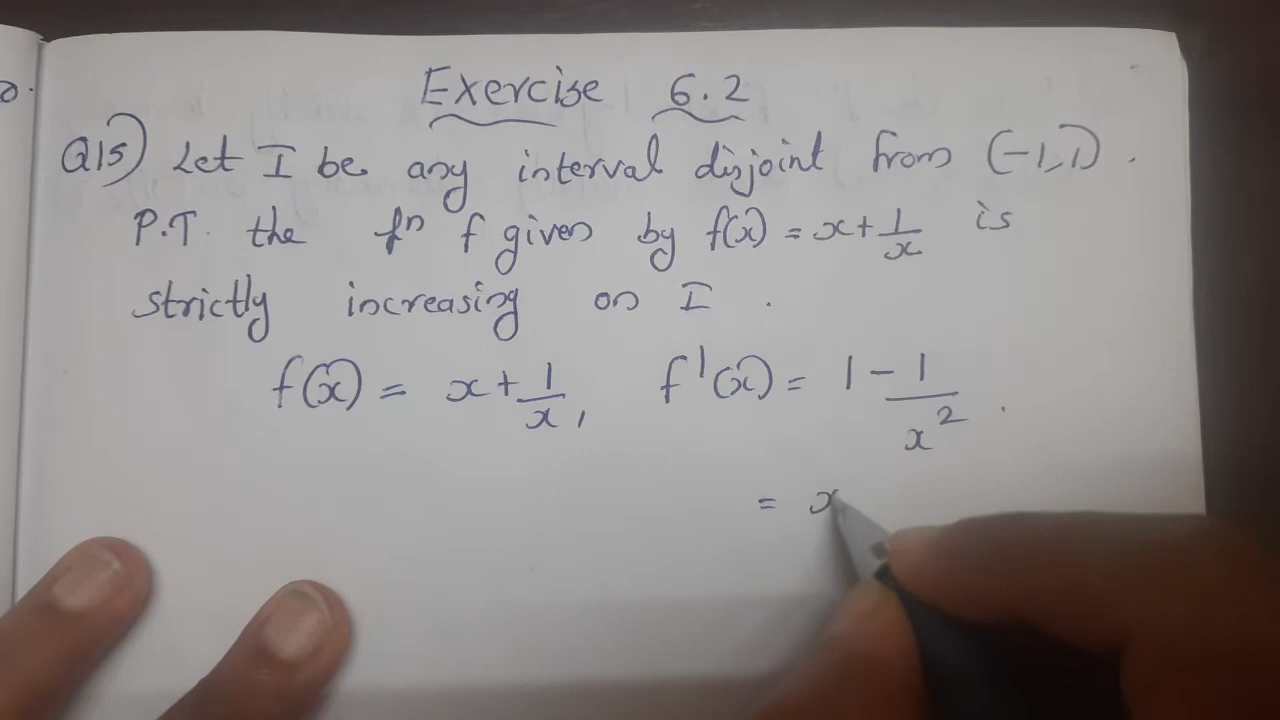 Exercise 6.2
Q15) Let I be any interval disjoint from (-1,1).
P.T. the fⁿ f given by f(x) = x + 1/x is
strictly increasing on I.
f(x) = x + 1/x, f'(x) = 1 - 1/x².
= x